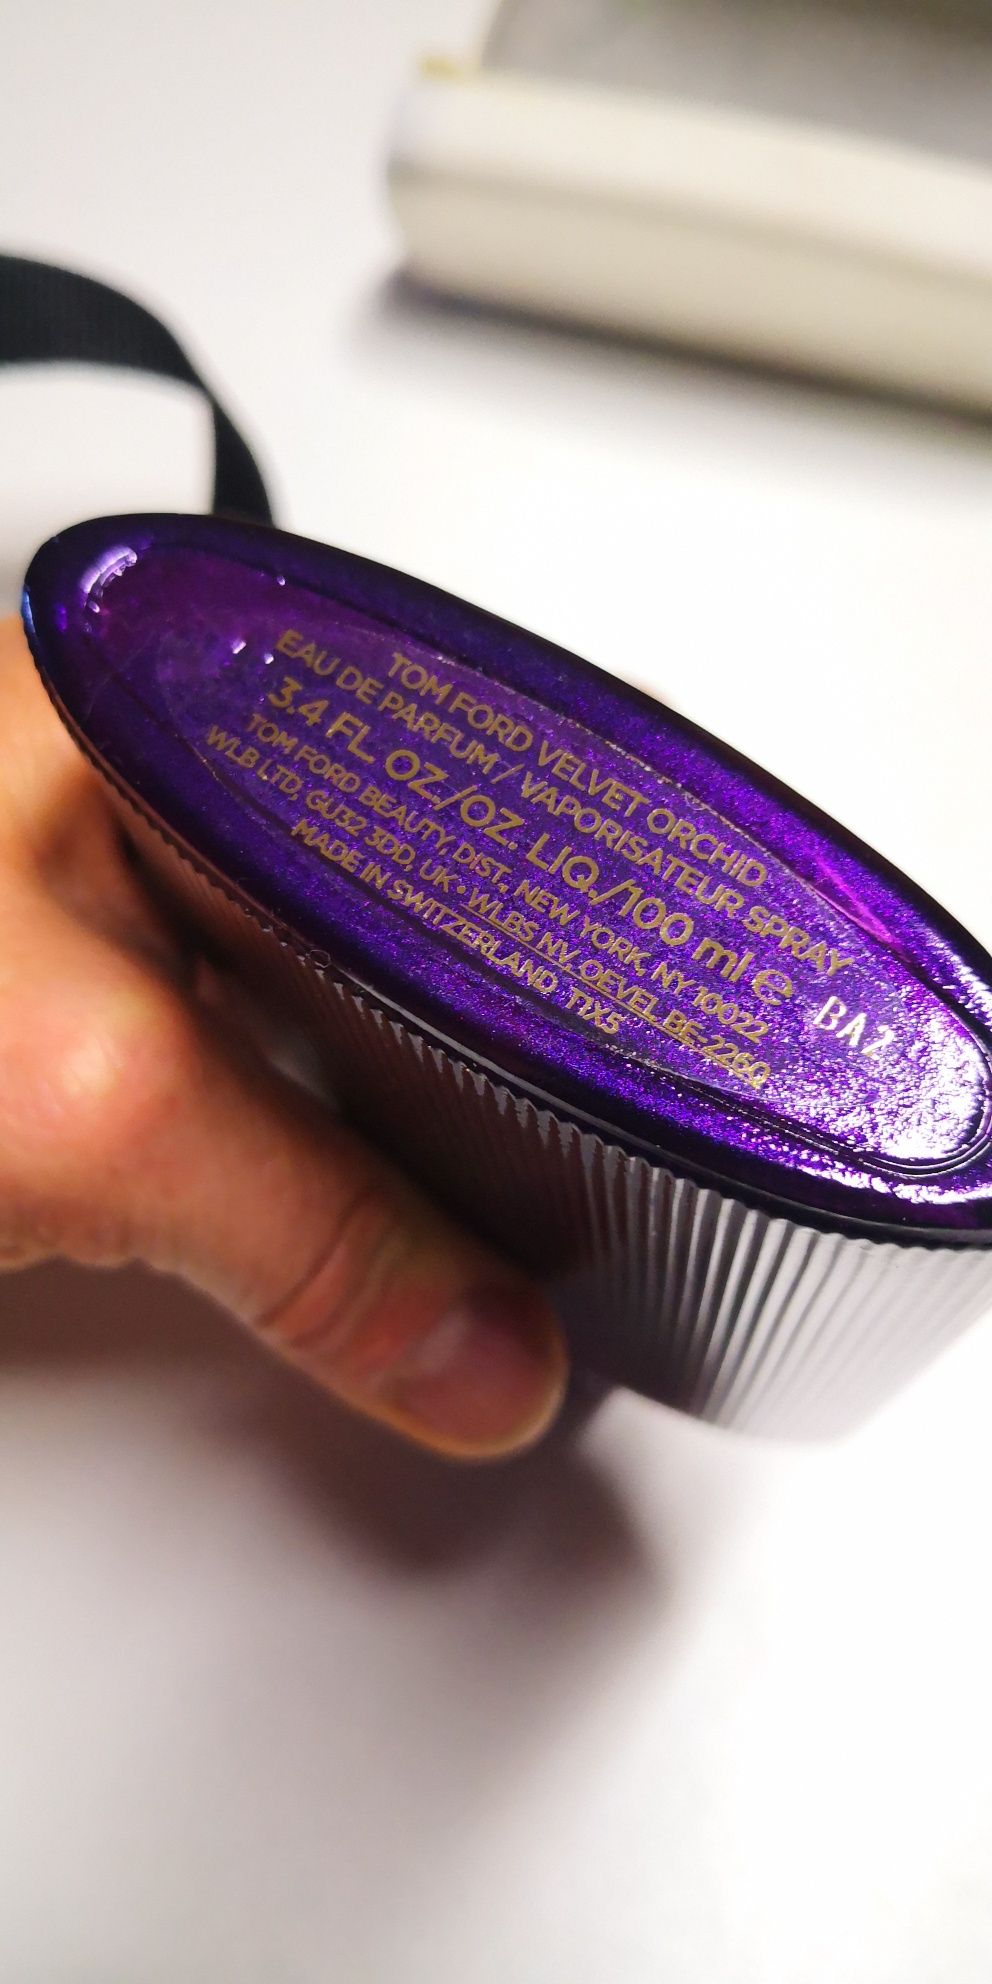 TOM FORD VELVET ORCHID
EAU DE PARFUM / VAPORISATEUR SPRAY
3.4 FL OZ/OZ. LIQ./100 ml ℮
TOM FORD BEAUTY, DIST., NEW YORK, NY 10022
WLB LTD, GU32 3DD, UK • WLBS NV OEVEL BE-2260
MADE IN SWITZERLAND T1X5
BA2